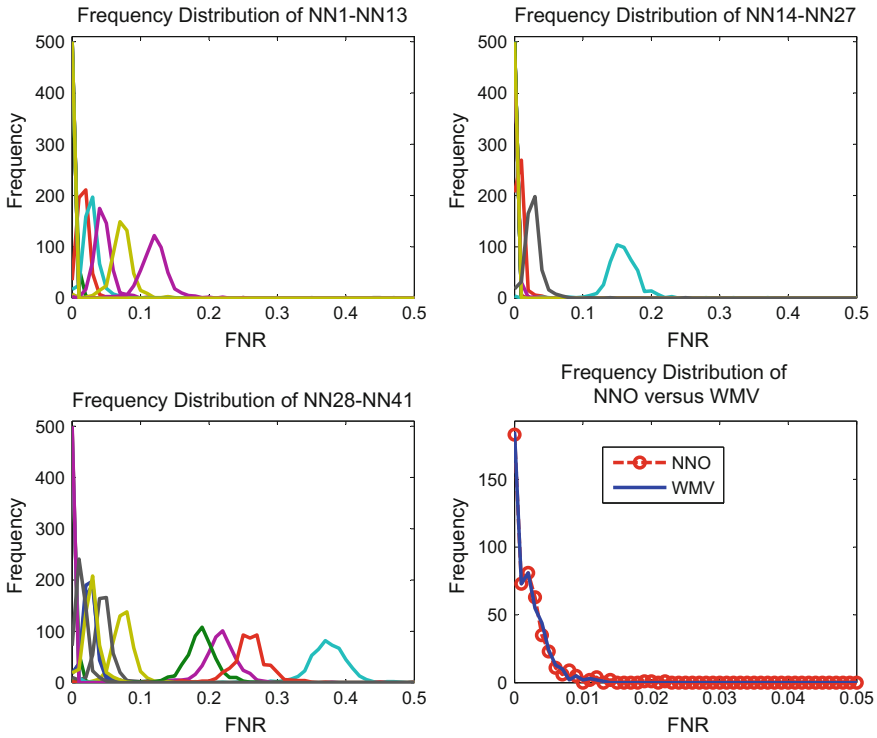 Frequency Distribution of NN1-NN13
500
400
300
200
100
0
Frequency
0 0.1 0.2 0.3 0.4 0.5
FNR
Frequency Distribution of NN14-NN27
500
400
300
200
100
0
Frequency
0 0.1 0.2 0.3 0.4 0.5
FNR
Frequency Distribution of NN28-NN41
500
400
300
200
100
0
Frequency
0 0.1 0.2 0.3 0.4 0.5
FNR
Frequency Distribution of
NNO versus WMV
150
100
50
0
Frequency
NNO
WMV
0 0.01 0.02 0.03 0.04 0.05
FNR